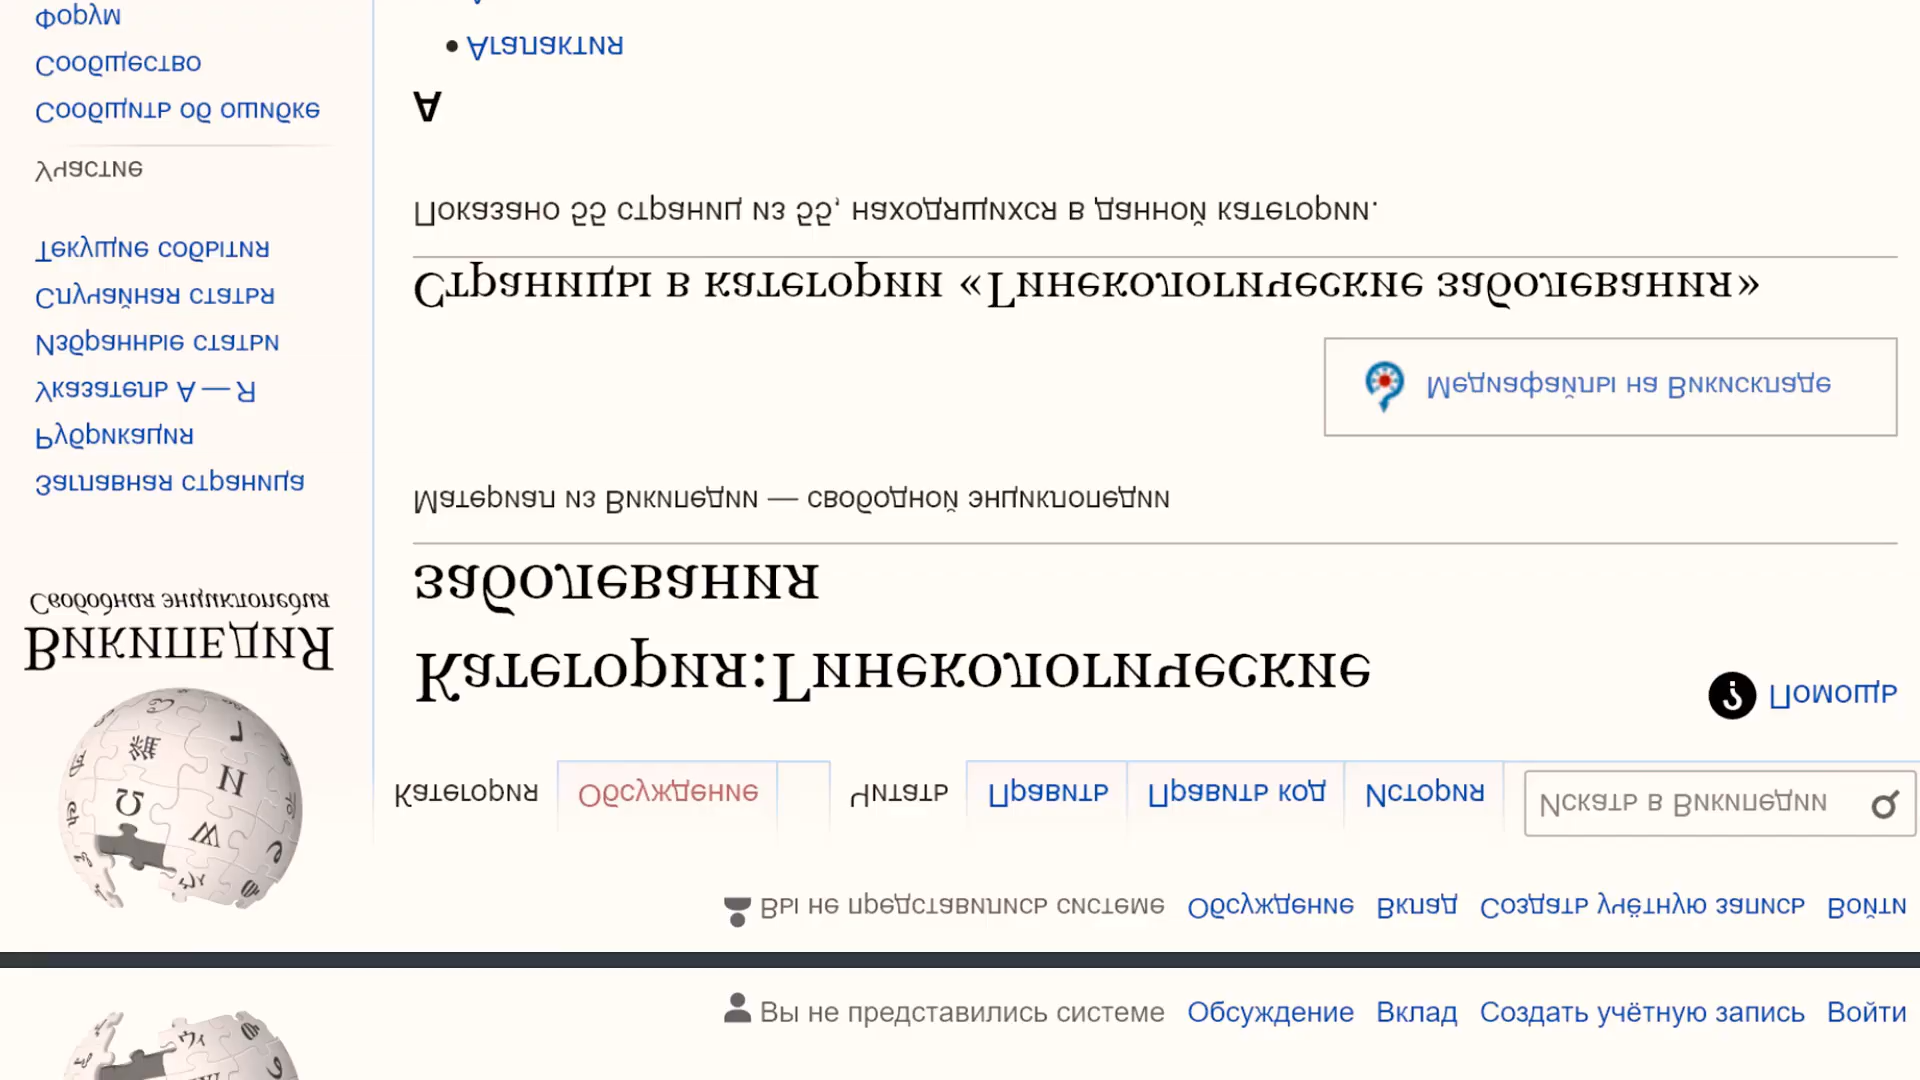 Форум
Сообщество
Сообщить об ошибке
Участие
Текущие события
Случайная статья
Избранные статьи
Указатель А — Я
Рубрикация
Заглавная страница
Свободная энциклопедия
ВИКИПЕДИЯ
Агалактия
А
Показано 55 страниц из 55, находящихся в данной категории.
Страницы в категории «Гинекологические заболевания»
Медиафайлы на Викискладе
Материал из Википедии — свободной энциклопедии
Категория:Гинекологические
заболевания
Помощь
Категория Обсуждение Читать Править Править код История Искать в Википедии
Вы не представились системе Обсуждение Вклад Создать учётную запись Войти
Вы не представились системе Обсуждение Вклад Создать учётную запись Войти